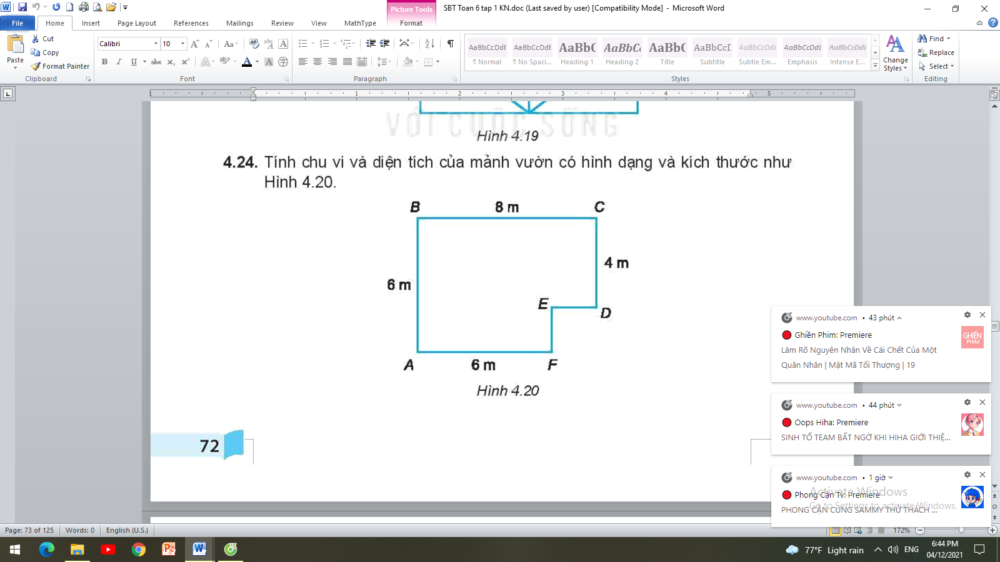 Picture Tools
SBT Toan 6 tap 1 KN.doc (Last saved by user) [Compatibility Mode] - Microsoft Word
File Home Insert Page Layout References Mailings Review View MathType Format
Paste
Cut
Copy
Format Painter
Calibri 10
AaBbCcDdE AaBbCcDdE AaBbC AaBbCc AaBbC AaBbCcI AaBbCcDdE AaBbCcDdE AaBbCcDdE
¶ Normal ¶ No Spaci... Heading 1 Heading 2 Title Subtitle Subtle Em... Emphasis Intense E...
Change Styles
Find
Replace
Select
Clipboard Font Paragraph Styles Editing
1 1 2 3 4 5
VỚI CUỘC SỐNG
Hình 4.19
4.24. Tính chu vi và diện tích của mảnh vườn có hình dạng và kích thước như
Hình 4.20.
B 8 m C
4 m
6 m
E D
A 6 m F
Hình 4.20
72
www.youtube.com • 43 phút
Ghiền Phim: Premiere
Làm Rõ Nguyên Nhân Về Cái Chết Của Một
Quân Nhân | Mật Mã Tối Thượng | 19
GHIỀN
PHIM
www.youtube.com • 44 phút
Oops Hiha: Premiere
SINH TỐ TEAM BẤT NGỜ KHI HIHA GIỚI THIỆ...
www.youtube.com • 1 giờ
Phong Cận Tv: Premiere
PHONG CẬN CÙNG SAMMY THỬ THÁCH ...
Activate Windows
Go to Settings to activate Windows.
Page: 73 of 125 Words: 0 English (U.S.) 172%
77°F Light rain ENG
6:44 PM
04/12/2021